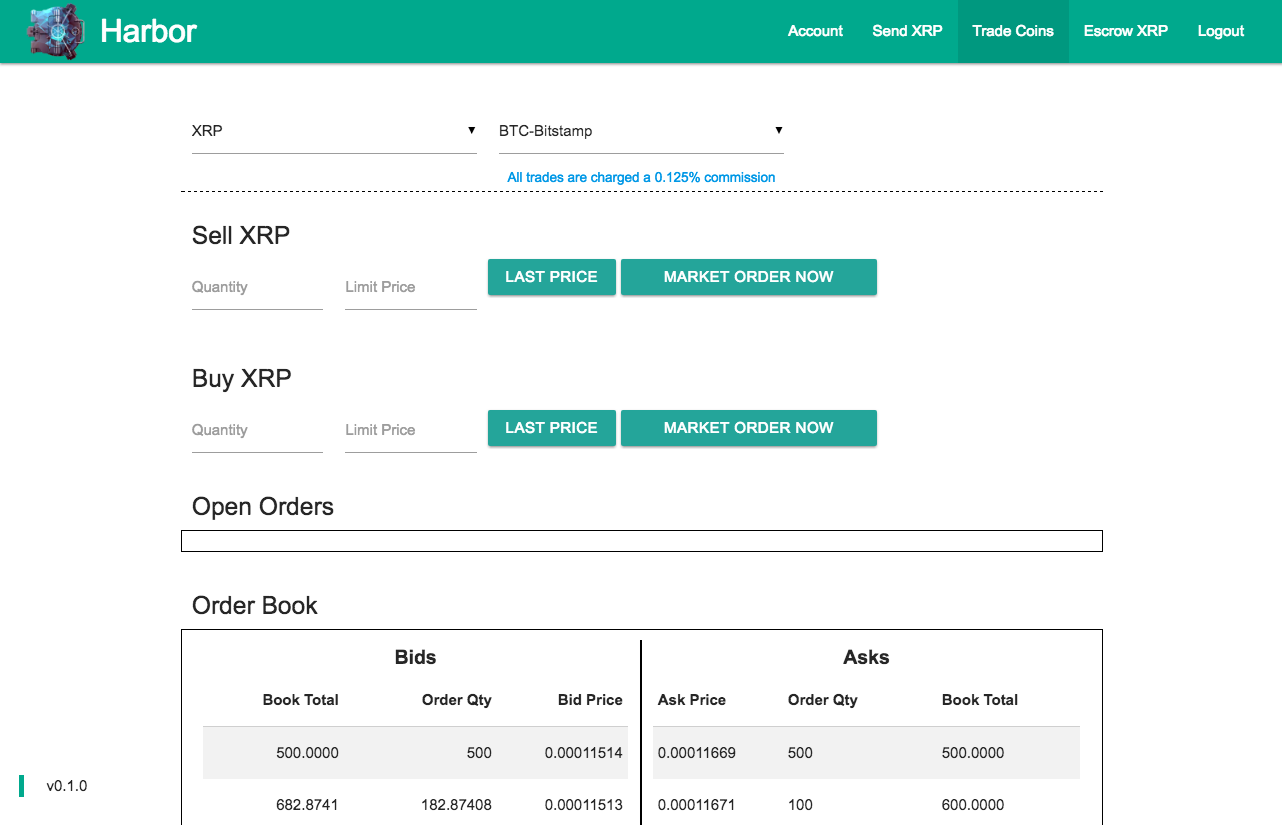 Harbor
Account Send XRP Trade Coins Escrow XRP Logout
XRP ▼ BTC-Bitstamp ▼
All trades are charged a 0.125% commission
Sell XRP
Quantity Limit Price LAST PRICE MARKET ORDER NOW
Buy XRP
Quantity Limit Price LAST PRICE MARKET ORDER NOW
Open Orders
Order Book
Bids Asks
Book Total Order Qty Bid Price Ask Price Order Qty Book Total
500.0000 500 0.00011514 0.00011669 500 500.0000
682.8741 182.87408 0.00011513 0.00011671 100 600.0000
v0.1.0